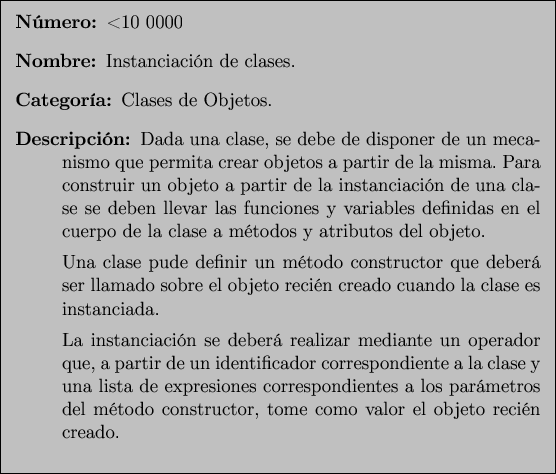 Número: <10 0000
Nombre: Instanciación de clases.
Categoría: Clases de Objetos.
Descripción: Dada una clase, se debe de disponer de un meca-
nismo que permita crear objetos a partir de la misma. Para
construir un objeto a partir de la instanciación de una cla-
se se deben llevar las funciones y variables definidas en el
cuerpo de la clase a métodos y atributos del objeto.
Una clase pude definir un método constructor que deberá
ser llamado sobre el objeto recién creado cuando la clase es
instanciada.
La instanciación se deberá realizar mediante un operador
que, a partir de un identificador correspondiente a la clase y
una lista de expresiones correspondientes a los parámetros
del método constructor, tome como valor el objeto recién
creado.